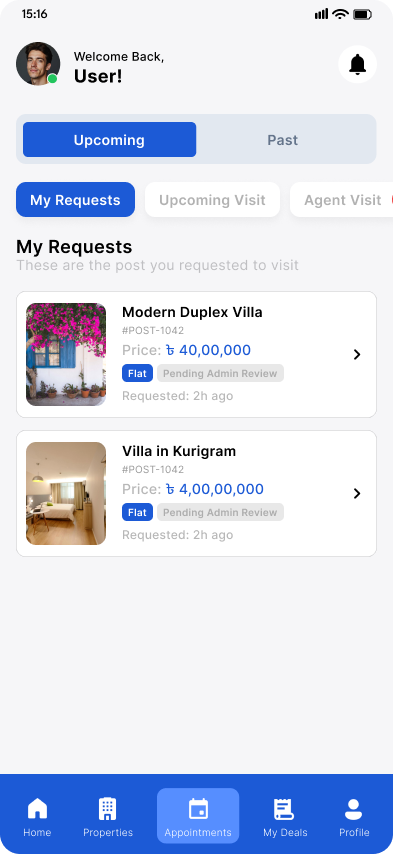 15:16
Welcome Back,
User!
Upcoming
Past
My Requests
Upcoming Visit
Agent Visit
My Requests
These are the post you requested to visit
Modern Duplex Villa
#POST-1042
Price: ৳ 40,00,000
Flat
Pending Admin Review
Requested: 2h ago
Villa in Kurigram
#POST-1042
Price: ৳ 4,00,00,000
Flat
Pending Admin Review
Requested: 2h ago
Home
Properties
Appointments
My Deals
Profile